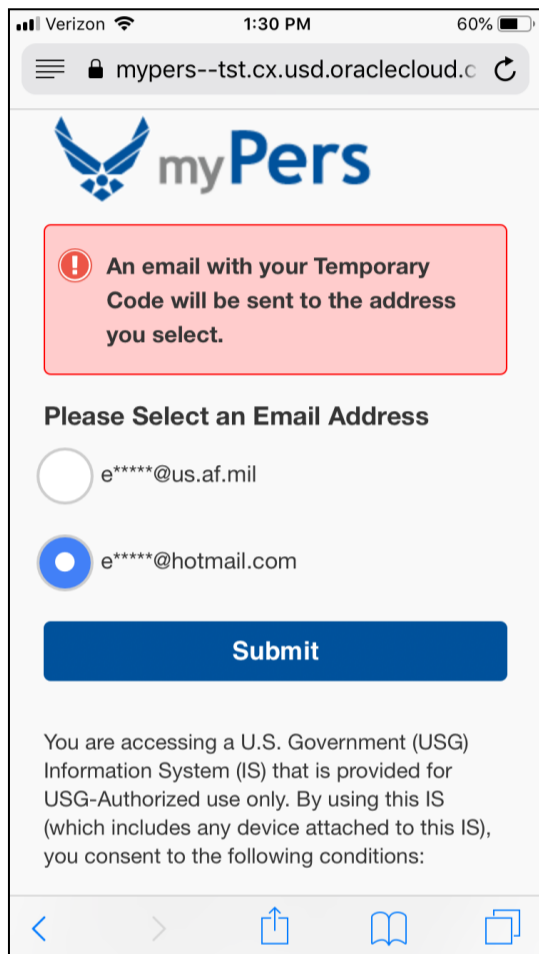 Verizon 1:30 PM 60%
mypers--tst.cx.usd.oraclecloud.c
myPers
An email with your Temporary
Code will be sent to the address
you select.
Please Select an Email Address
e*****@us.af.mil
e*****@hotmail.com
Submit
You are accessing a U.S. Government (USG)
Information System (IS) that is provided for
USG-Authorized use only. By using this IS
(which includes any device attached to this IS),
you consent to the following conditions: